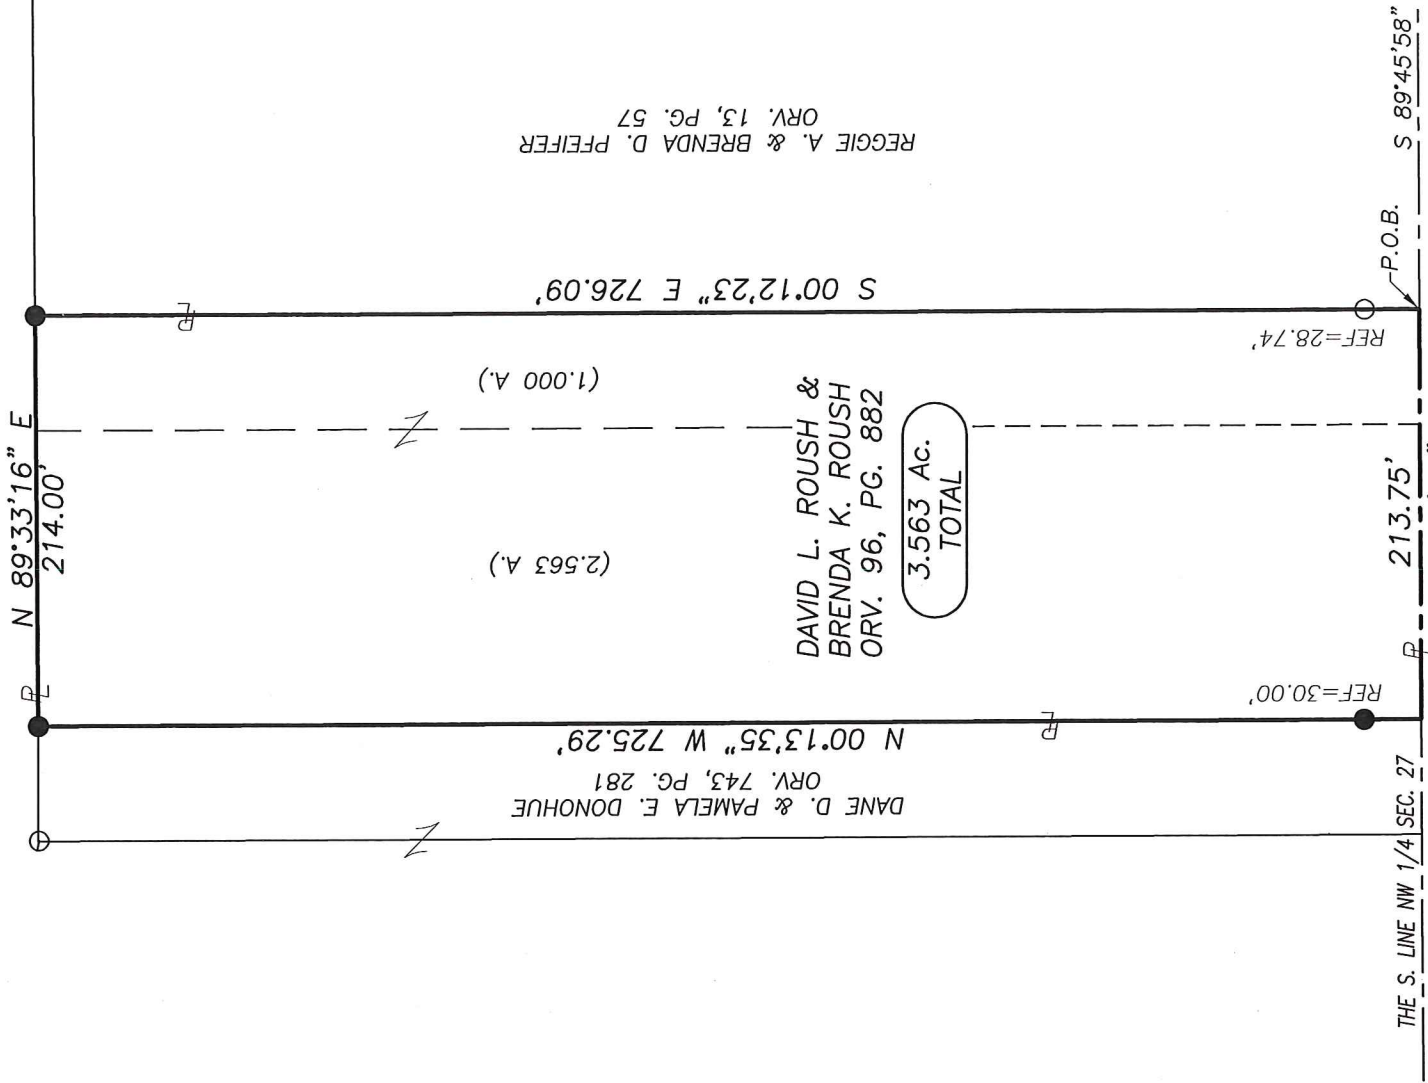 N 89°33'16" E
214.00'
REGGIE A. & BRENDA D. PFEIFER
ORV. 13, PG. 57
S 00°12'23" E 726.09'
(1.000 A.)
(2.563 A.)
DAVID L. ROUSH &
BRENDA K. ROUSH
ORV. 96, PG. 882
3.563 Ac.
TOTAL
N 00°13'35" W 725.29'
DANE D. & PAMELA E. DONOHUE
ORV. 743, PG. 281
REF=28.74'
REF=30.00'
P.O.B.
S 89°45'58"
213.75'
THE S. LINE NW 1/4 SEC. 27